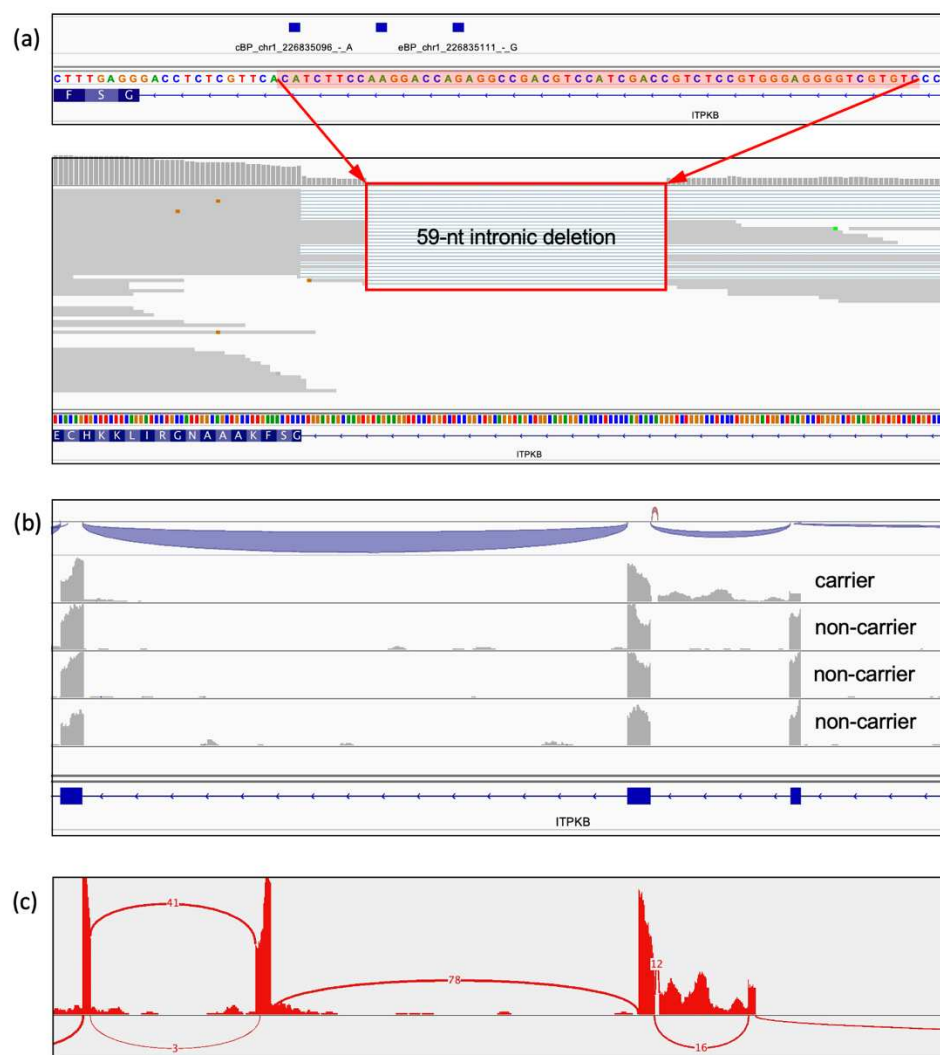 (a)
cBP_chr1_226835096_-_A eBP_chr1_226835111_-_G
C T T T G A G G G A C C T C T C G T T C A C A T C T T C C A A G G A C C A G A G G C C G A C G T C C A T C G A C C G T C T C C G T G G G A G G G G T C G T G T C C C
F S G
ITPKB
59-nt intronic deletion
E C H K K L I R G N A A A K F S G
ITPKB
(b)
carrier
non-carrier
non-carrier
non-carrier
ITPKB
(c)
41
12
78
3
16